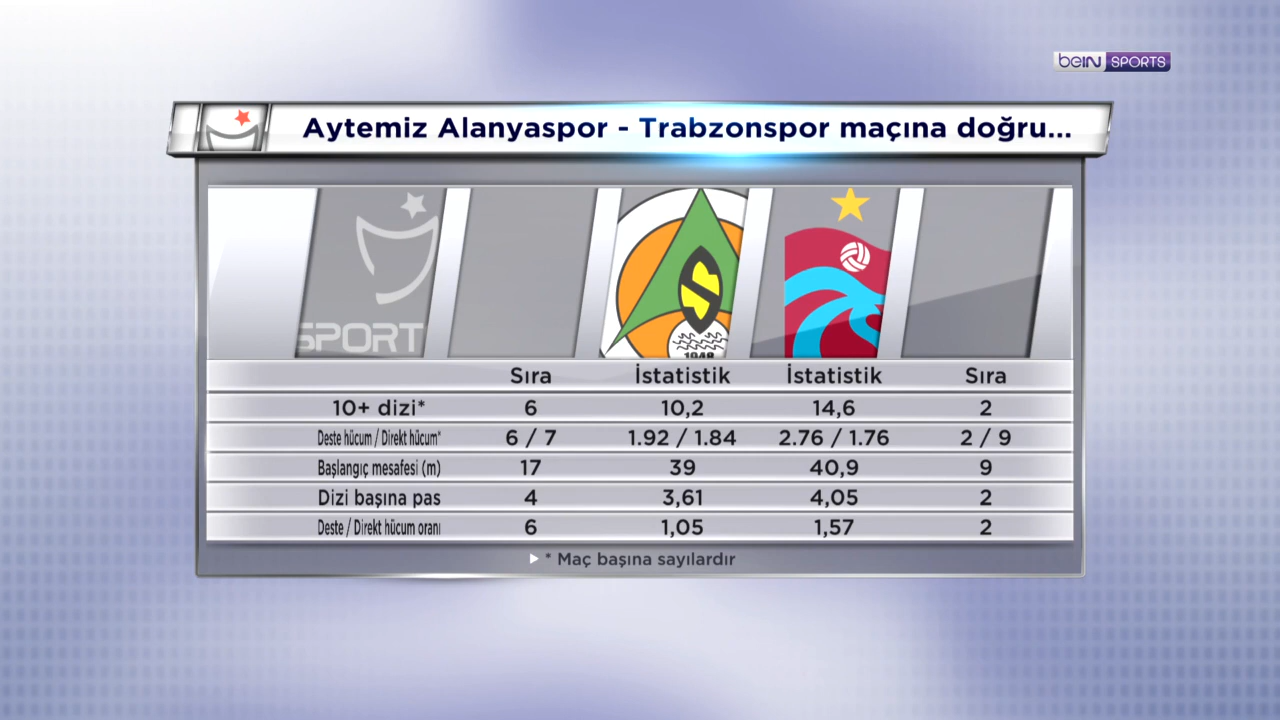 beIN SPORTS
Aytemiz Alanyaspor - Trabzonspor maçına doğru...
SPORT
1948
Sıra İstatistik İstatistik Sıra
10+ dizi* 6 10,2 14,6 2
Deste hücum / Direkt hücum* 6 / 7 1.92 / 1.84 2.76 / 1.76 2 / 9
Başlangıç mesafesi (m) 17 39 40,9 9
Dizi başına pas 4 3,61 4,05 2
Deste / Direkt hücum oranı 6 1,05 1,57 2
* Maç başına sayılardır